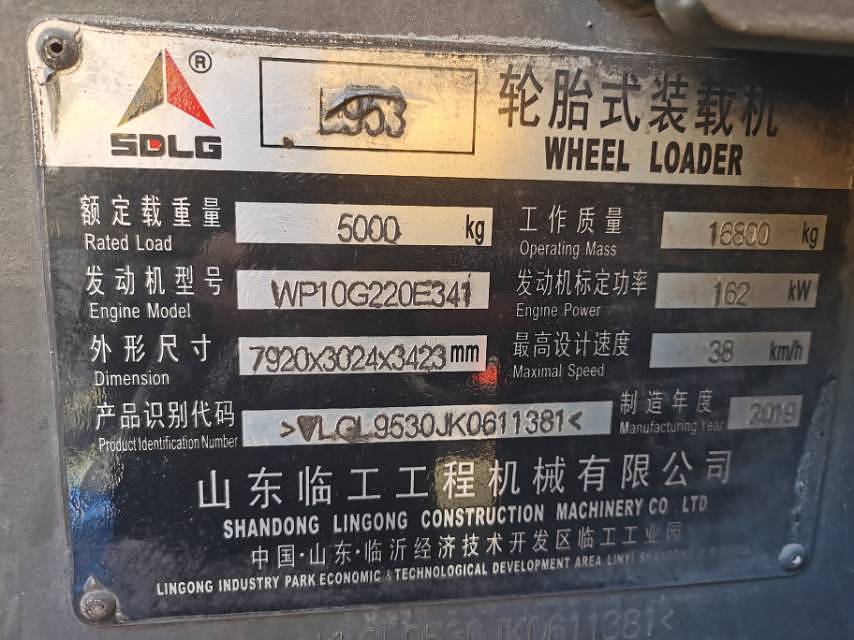 ® L953 轮胎式装载机
SDLG WHEEL LOADER
额定载重量 5000 kg 工作质量 16800 kg
Rated Load Operating Mass
发动机型号 WP10G220E341 发动机标定功率 162 kW
Engine Model Engine Power
外形尺寸 7920x3024x3423 mm 最高设计速度 38 km/h
Dimension Maximal Speed
产品识别代码 >VLGL9530JK0611381< 制造年度 2019
Product Identification Number Manufacturing Year
山东临工工程机械有限公司
SHANDONG LINGONG CONSTRUCTION MACHINERY CO LTD
中国·山东·临沂经济技术开发区临工工业园
LINGONG INDUSTRY PARK ECONOMIC & TECHNOLOGICAL DEVELOPMENT AREA LINYI SHANDONG
VLGL9530JK0611381<